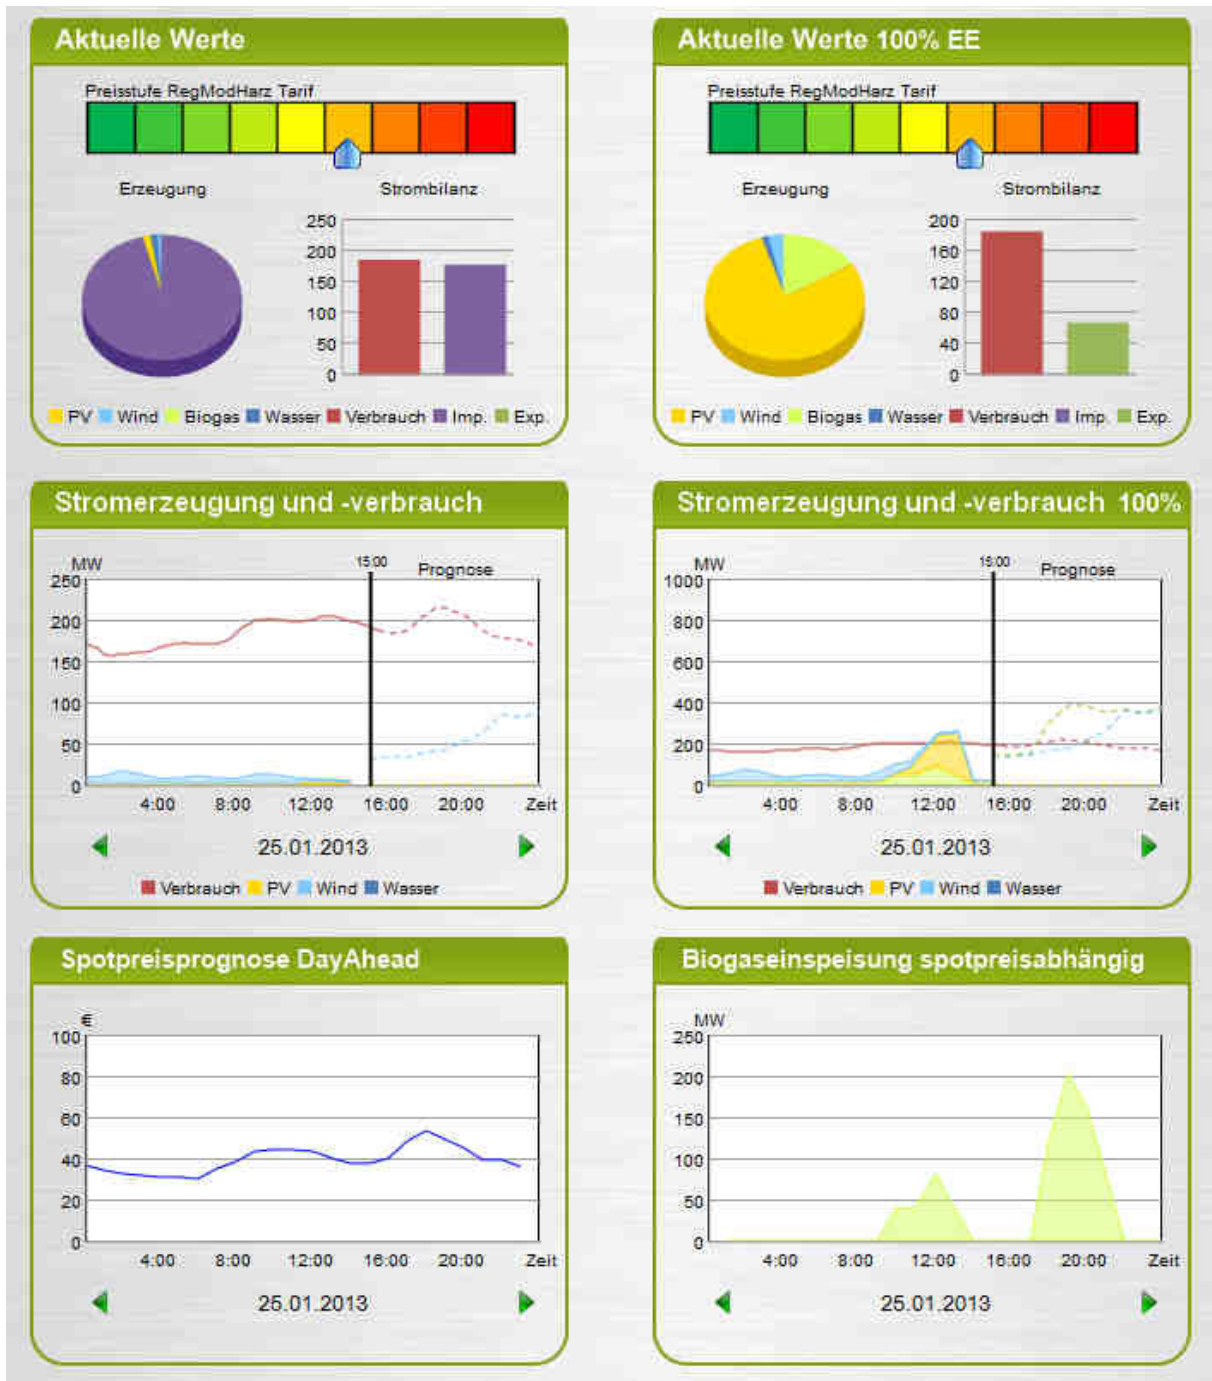 Aktuelle Werte
Preisstufe RegModHarz Tarif
Erzeugung
Strombilanz
250
200
150
100
50
0
PV Wind Biogas Wasser Verbrauch Imp. Exp.
Aktuelle Werte 100% EE
Preisstufe RegModHarz Tarif
Erzeugung
Strombilanz
200
160
120
80
40
0
PV Wind Biogas Wasser Verbrauch Imp. Exp.
Stromerzeugung und -verbrauch
MW
15:00
Prognose
250
200
150
100
50
0
4:00 8:00 12:00 16:00 20:00 Zeit
25.01.2013
Verbrauch PV Wind Wasser
Stromerzeugung und -verbrauch 100%
MW
15:00
Prognose
1000
800
600
400
200
0
4:00 8:00 12:00 16:00 20:00 Zeit
25.01.2013
Verbrauch PV Wind Wasser
Spotpreisprognose DayAhead
€
100
80
60
40
20
0
4:00 8:00 12:00 16:00 20:00 Zeit
25.01.2013
Biogaseinspeisung spotpreisabhängig
MW
250
200
150
100
50
0
4:00 8:00 12:00 16:00 20:00 Zeit
25.01.2013